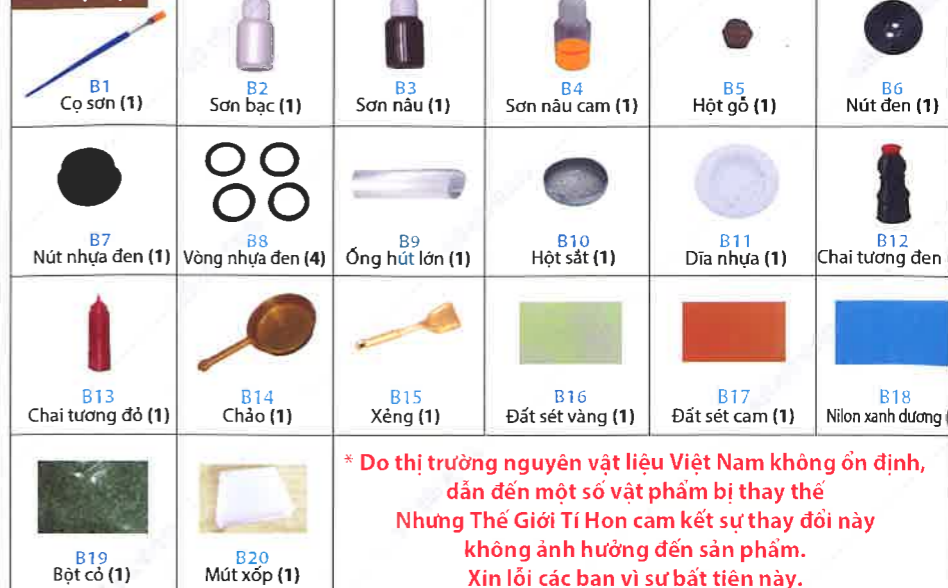 B1
Cọ sơn (1)
B2
Sơn bạc (1)
B3
Sơn nâu (1)
B4
Sơn nâu cam (1)
B5
Hột gỗ (1)
B6
Nút đen (1)
B7
Nút nhựa đen (1)
B8
Vòng nhựa đen (4)
B9
Ống hút lớn (1)
B10
Hột sắt (1)
B11
Dĩa nhựa (1)
B12
Chai tương đen
B13
Chai tương đỏ (1)
B14
Chảo (1)
B15
Xẻng (1)
B16
Đất sét vàng (1)
B17
Đất sét cam (1)
B18
Nilon xanh dương
B19
Bột cỏ (1)
B20
Mút xốp (1)
* Do thị trường nguyên vật liệu Việt Nam không ổn định,
dẫn đến một số vật phẩm bị thay thế
Nhưng Thế Giới Tí Hon cam kết sự thay đổi này
không ảnh hưởng đến sản phẩm.
Xin lỗi các bạn vì sự bất tiện này.